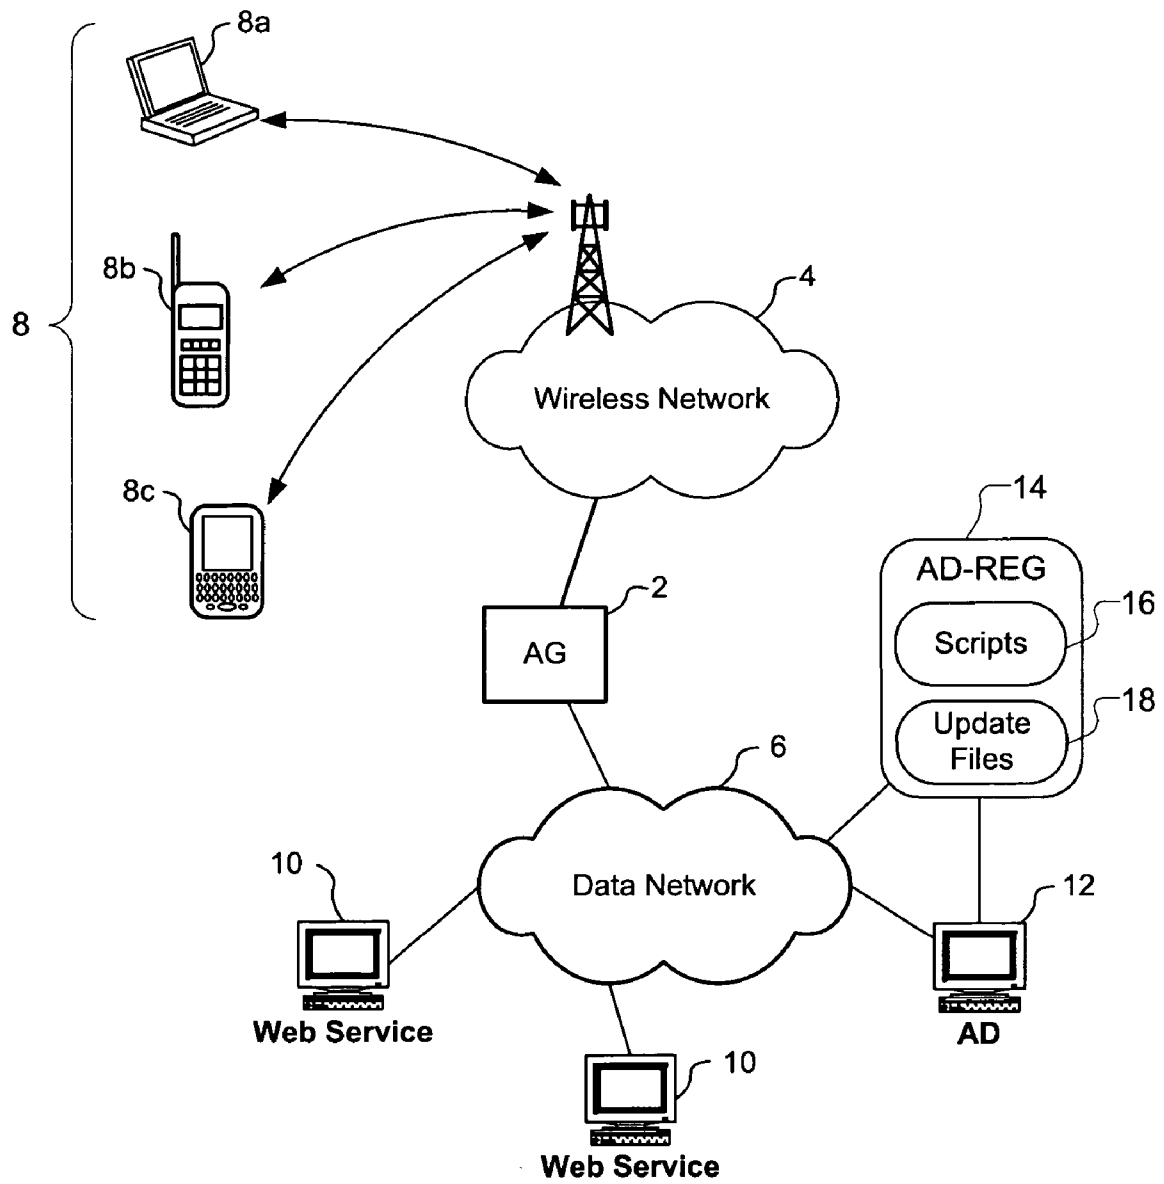 8a
8b
8
4
Wireless Network
8c
14
AD-REG
2
16
AG
Scripts
18
Update
Files
6
10
Data Network
12
Web Service
AD
10
Web Service